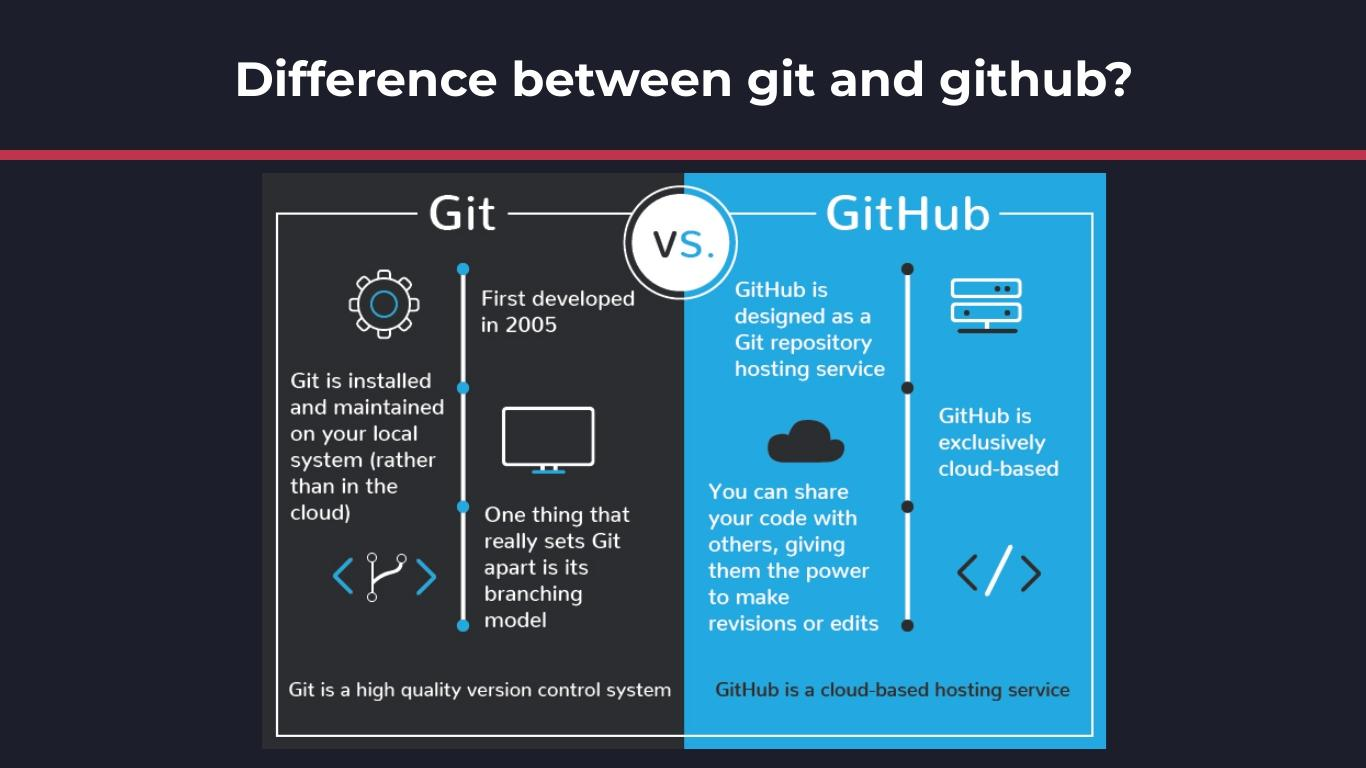 Difference between git and github?
Git
vs.
GitHub
First developed
in 2005
Git is installed
and maintained
on your local
system (rather
than in the
cloud)
One thing that
really sets Git
apart is its
branching
model
Git is a high quality version control system
GitHub is
designed as a
Git repository
hosting service
GitHub is
exclusively
cloud-based
You can share
your code with
others, giving
them the power
to make
revisions or edits
GitHub is a cloud-based hosting service